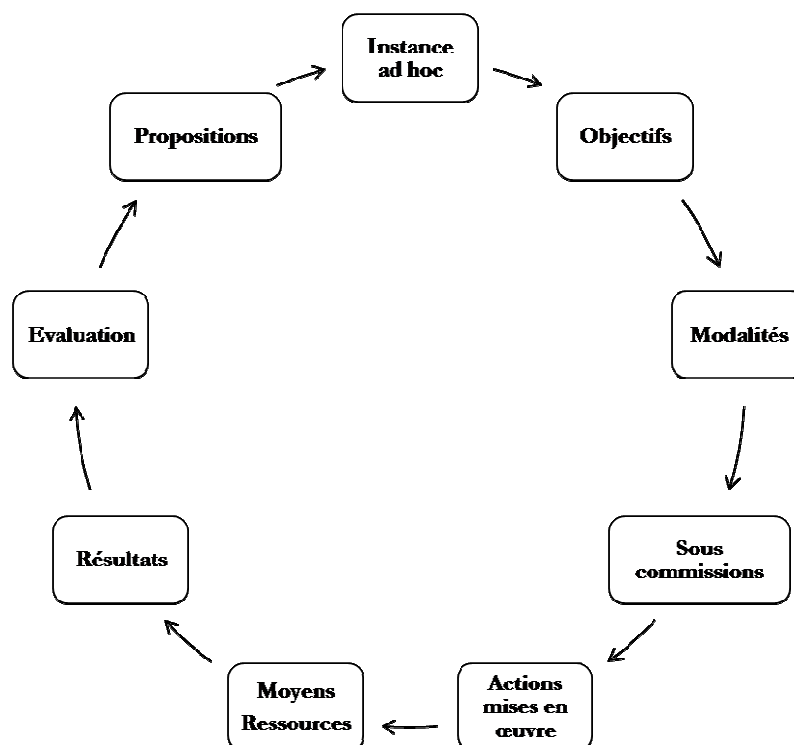 Instance
ad hoc
Objectifs
Modalités
Sous
commissions
Actions
mises en
œuvre
Moyens
Ressources
Résultats
Evaluation
Propositions